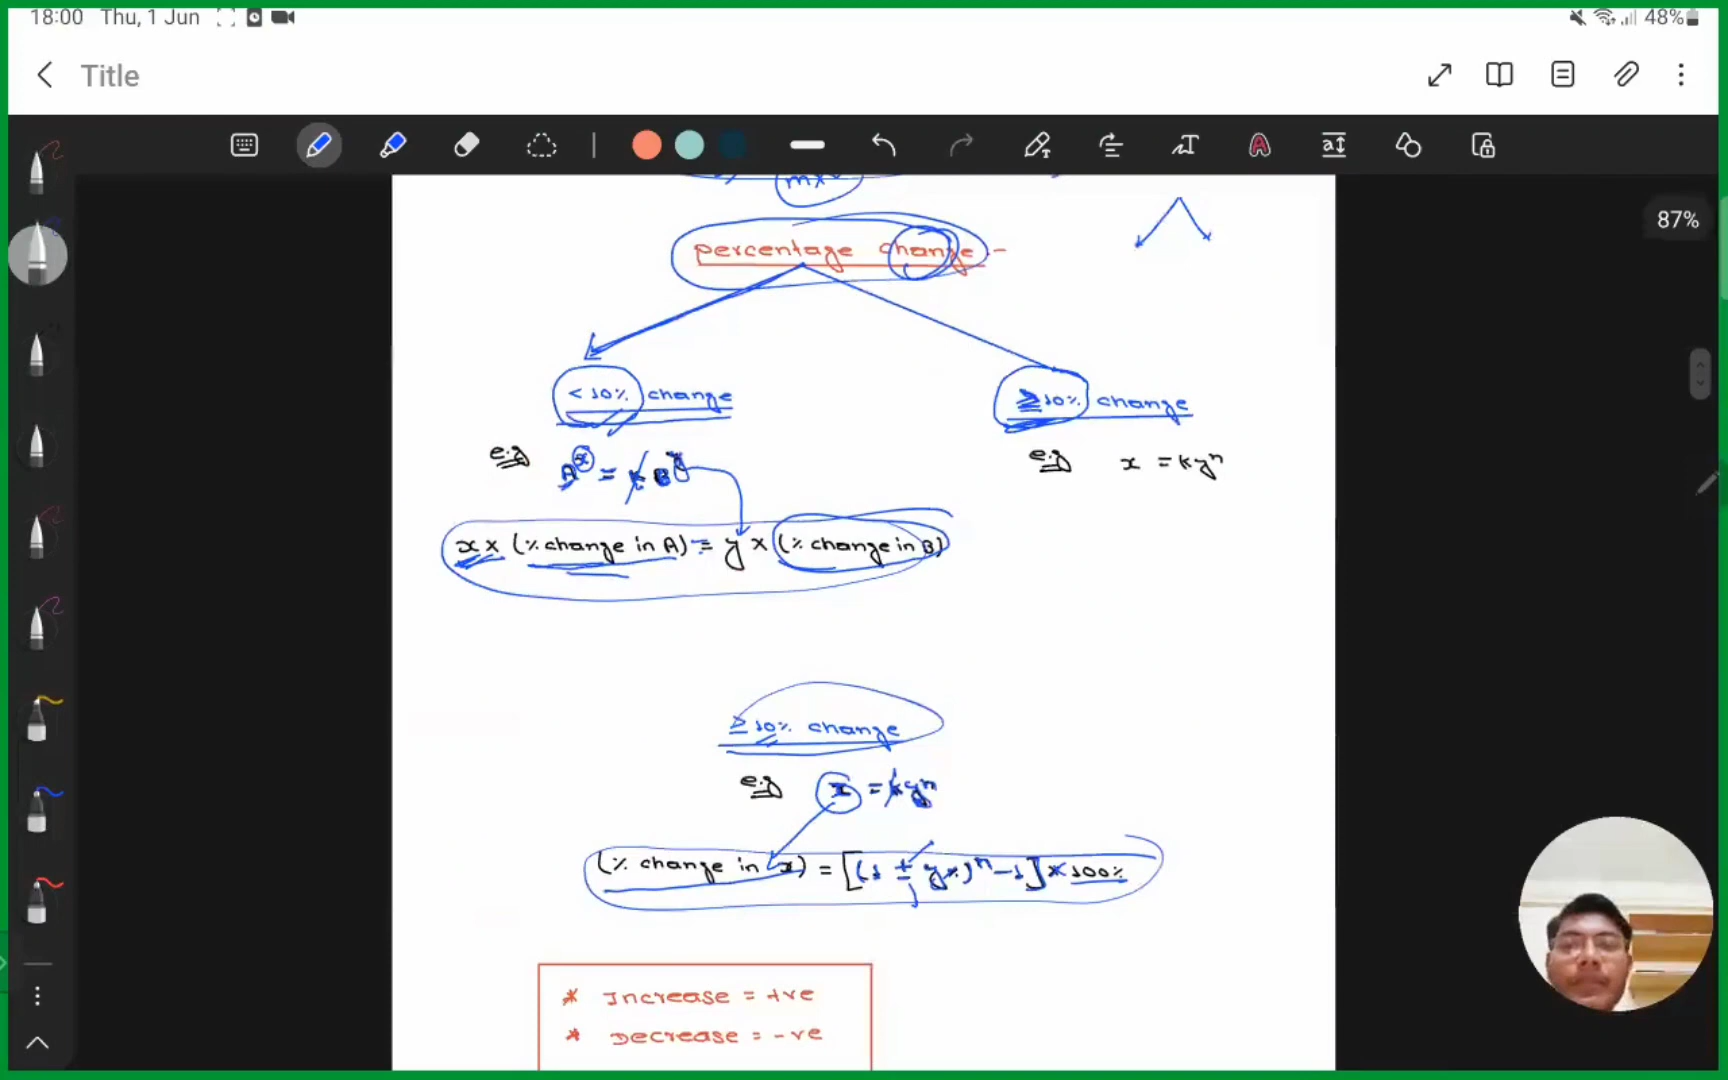 18:00 Thu, 1 Jun
48%
Title
87%
percentage change -
< 10% change
≥ 10% change
e.g
A^x = k B^y
e.g
x = ky^n
x × (% change in A) = y × (% change in B)
≥ 10% change
e.g
x = ky^n
(% change in x) = [(1 ± y%)^n - 1] × 100%
* Increase = +ve
* Decrease = -ve